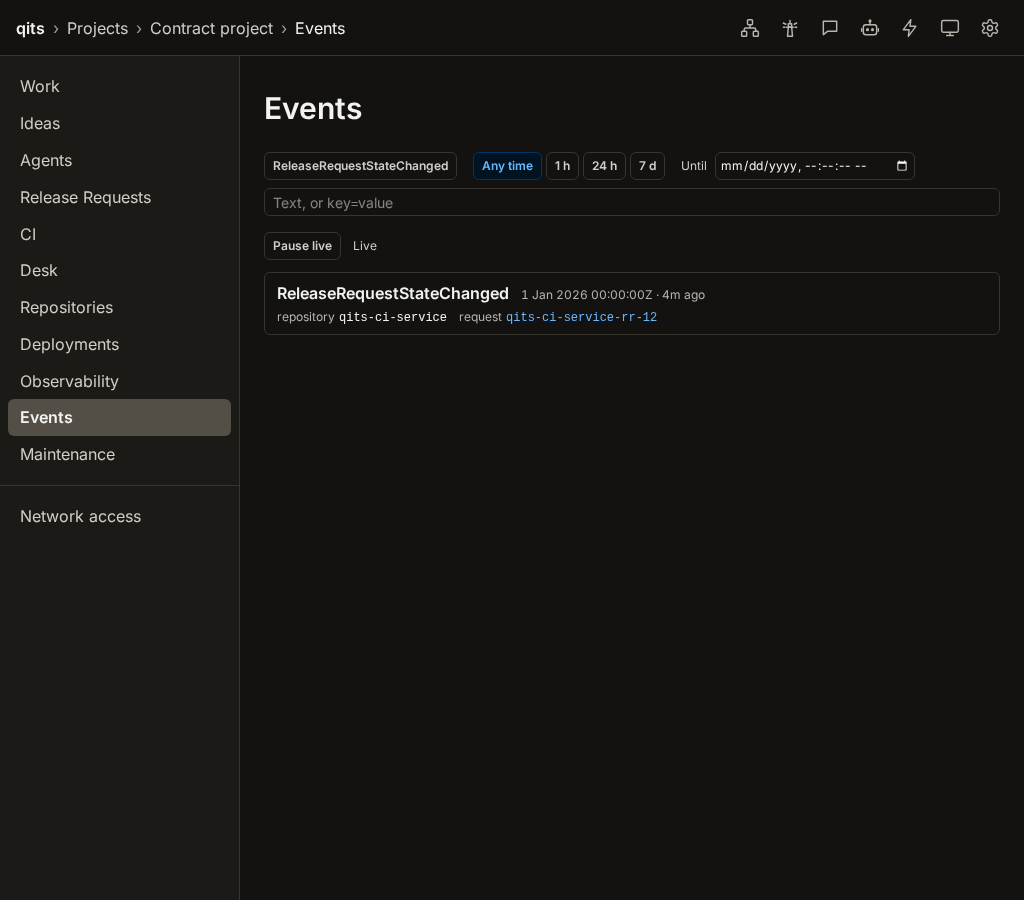 qits › Projects › Contract project › Events
Work
Ideas
Agents
Release Requests
CI
Desk
Repositories
Deployments
Observability
Events
Maintenance
Network access
Events
ReleaseRequestStateChanged Any time 1 h 24 h 7 d Until mm/dd/yyyy, --:--:-- --
Text, or key=value
Pause live Live
ReleaseRequestStateChanged 1 Jan 2026 00:00:00Z · 4m ago
repository qits-ci-service request qits-ci-service-rr-12